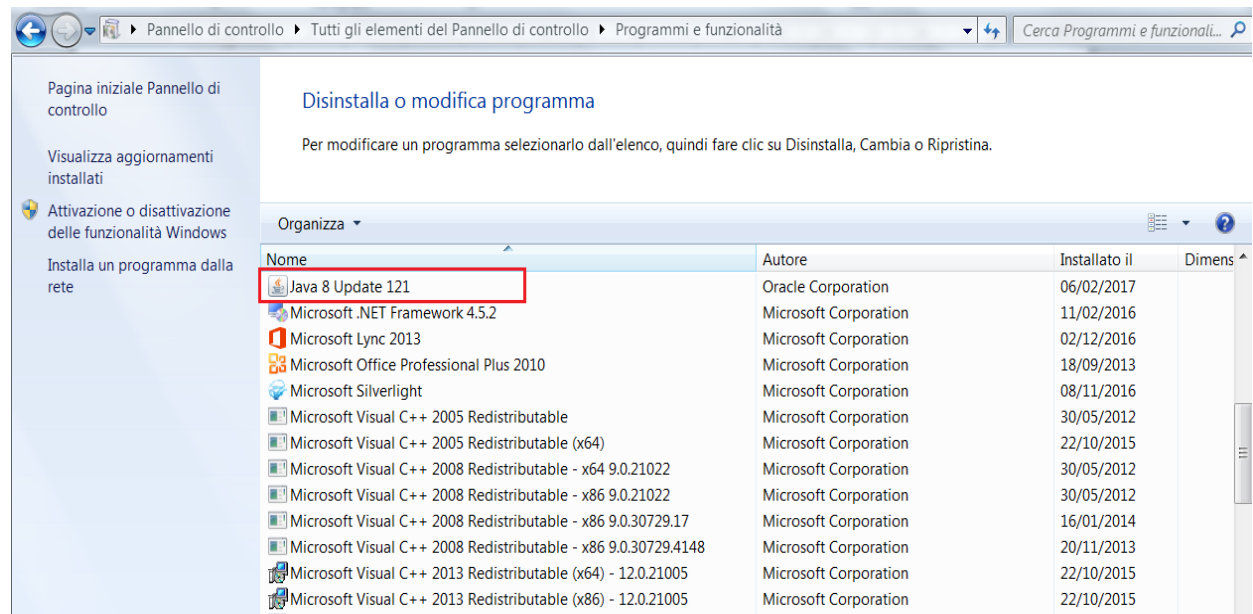 Pannello di controllo Tutti gli elementi del Pannello di controllo Programmi e funzionalità Cerca Programmi e funzionali...
Pagina iniziale Pannello di
controllo
Visualizza aggiornamenti
installati
Attivazione o disattivazione
delle funzionalità Windows
Installa un programma dalla
rete
Disinstalla o modifica programma
Per modificare un programma selezionarlo dall'elenco, quindi fare clic su Disinstalla, Cambia o Ripristina.
Organizza
Nome Autore Installato il Dimens
Java 8 Update 121 Oracle Corporation 06/02/2017
Microsoft .NET Framework 4.5.2 Microsoft Corporation 11/02/2016
Microsoft Lync 2013 Microsoft Corporation 02/12/2016
Microsoft Office Professional Plus 2010 Microsoft Corporation 18/09/2013
Microsoft Silverlight Microsoft Corporation 08/11/2016
Microsoft Visual C++ 2005 Redistributable Microsoft Corporation 30/05/2012
Microsoft Visual C++ 2005 Redistributable (x64) Microsoft Corporation 22/10/2015
Microsoft Visual C++ 2008 Redistributable - x64 9.0.21022 Microsoft Corporation 30/05/2012
Microsoft Visual C++ 2008 Redistributable - x86 9.0.21022 Microsoft Corporation 30/05/2012
Microsoft Visual C++ 2008 Redistributable - x86 9.0.30729.17 Microsoft Corporation 16/01/2014
Microsoft Visual C++ 2008 Redistributable - x86 9.0.30729.4148 Microsoft Corporation 20/11/2013
Microsoft Visual C++ 2013 Redistributable (x64) - 12.0.21005 Microsoft Corporation 22/10/2015
Microsoft Visual C++ 2013 Redistributable (x86) - 12.0.21005 Microsoft Corporation 22/10/2015